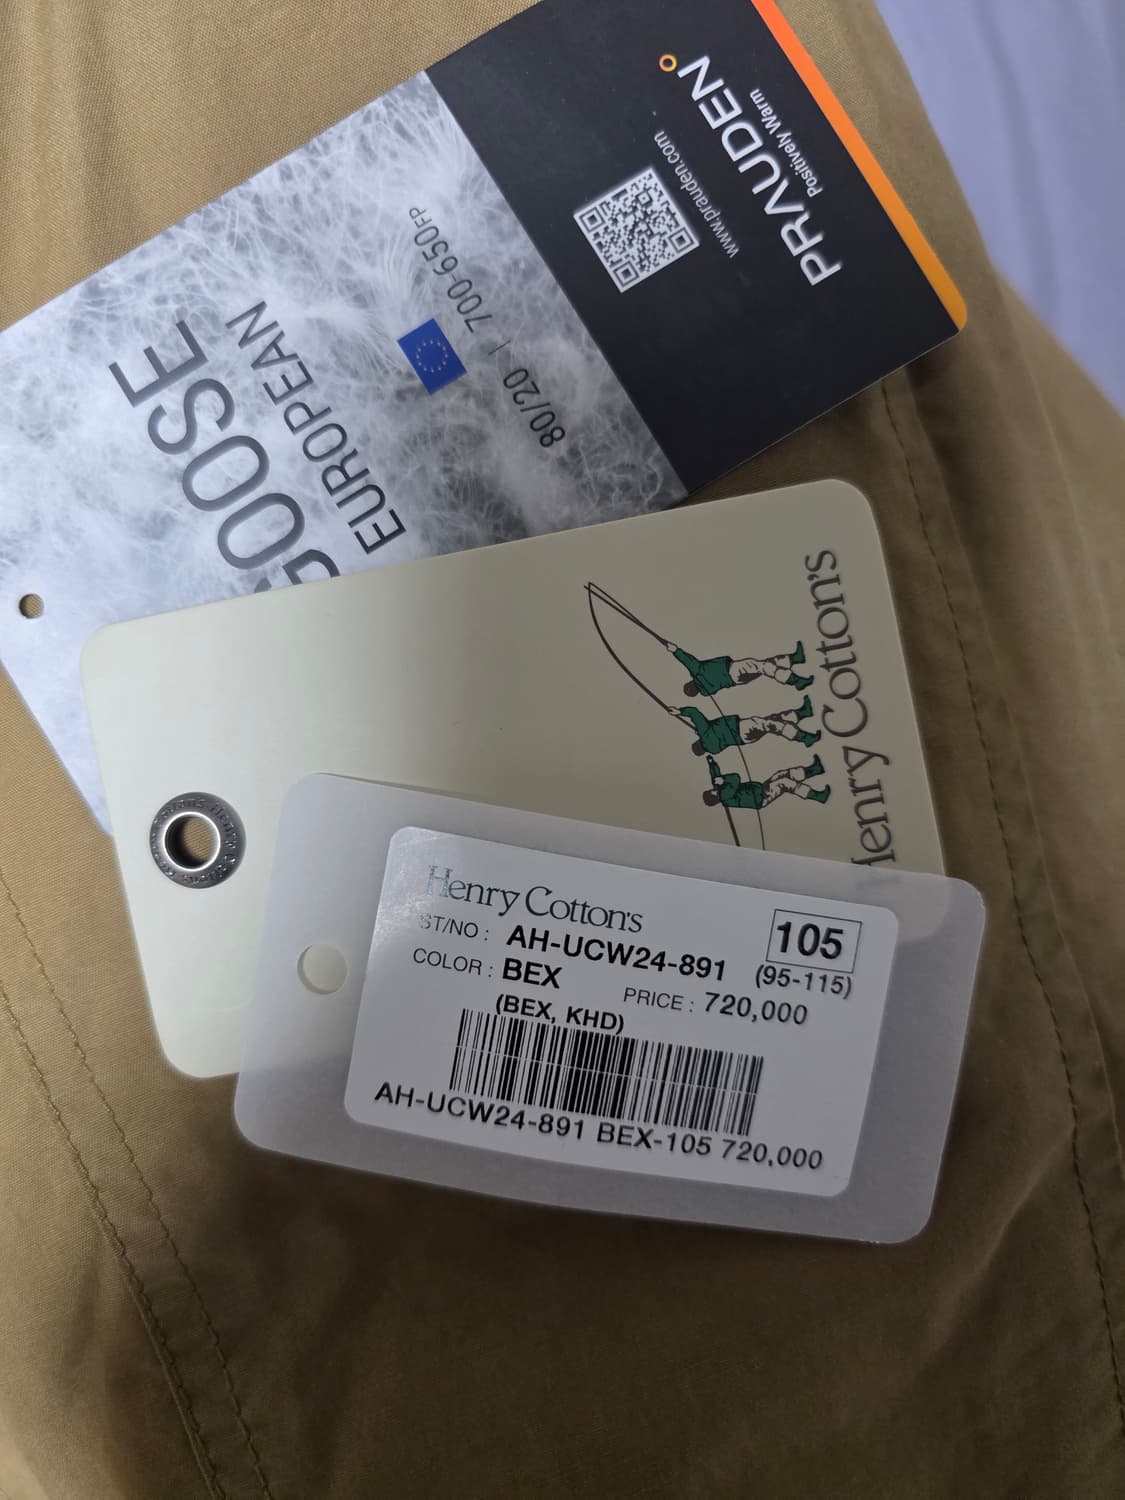 PRAUDEN
Positively Warm
www.prauden.com
GOOSE
EUROPEAN
80/20 | 700-650FP
Henry Cotton's
Henry Cotton's
ST/NO : AH-UCW24-891
105
(95-115)
COLOR : BEX
PRICE : 720,000
(BEX, KHD)
AH-UCW24-891 BEX-105 720,000